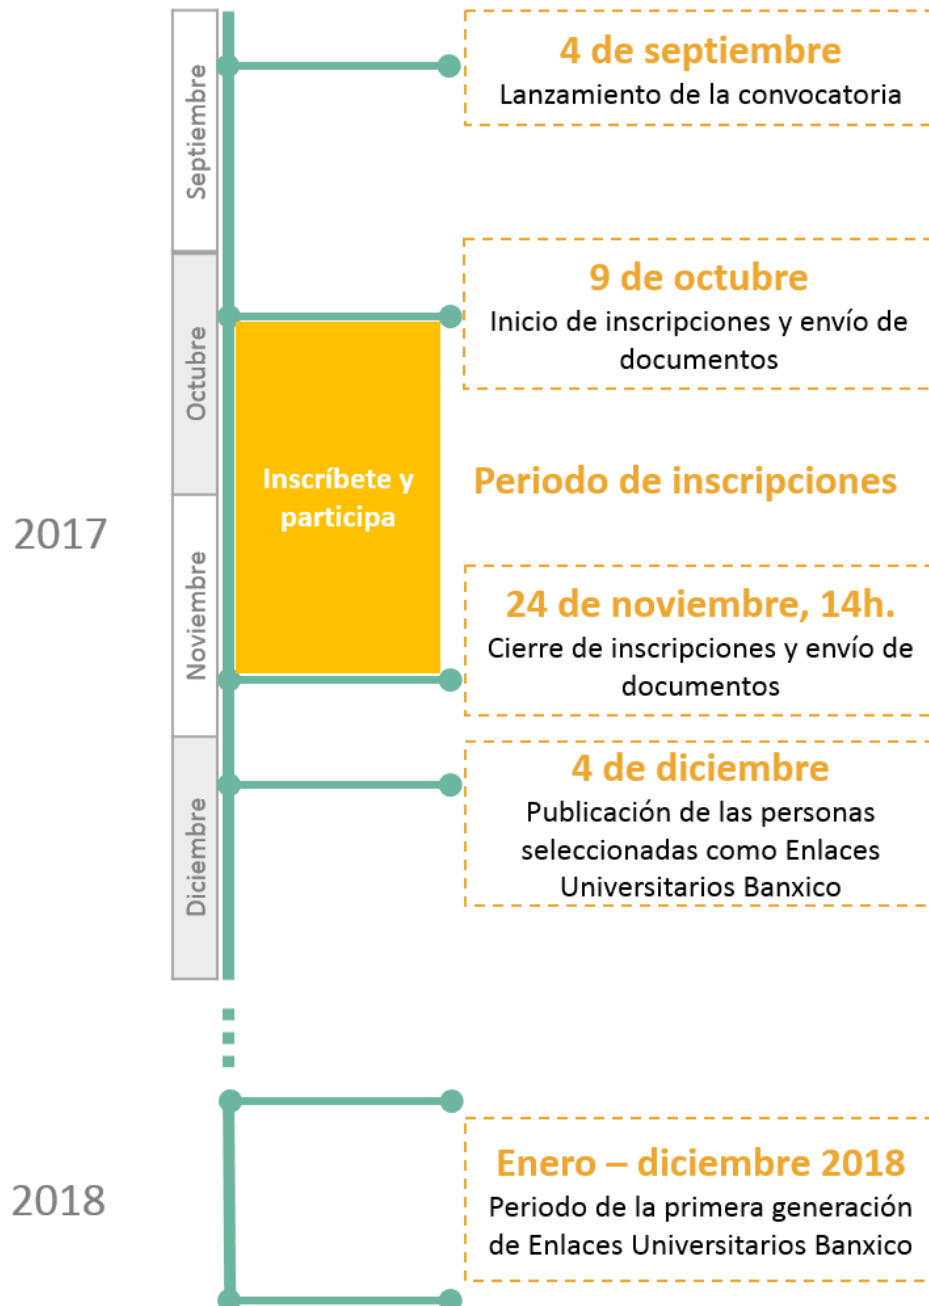 4 de septiembre
Lanzamiento de la convocatoria
Septiembre
9 de octubre
Inicio de inscripciones y envío de
documentos
Octubre
Inscríbete y
participa
Periodo de inscripciones
2017
Noviembre
24 de noviembre, 14h.
Cierre de inscripciones y envío de
documentos
4 de diciembre
Publicación de las personas
seleccionadas como Enlaces
Universitarios Banxico
Diciembre
Enero – diciembre 2018
Periodo de la primera generación
de Enlaces Universitarios Banxico
2018